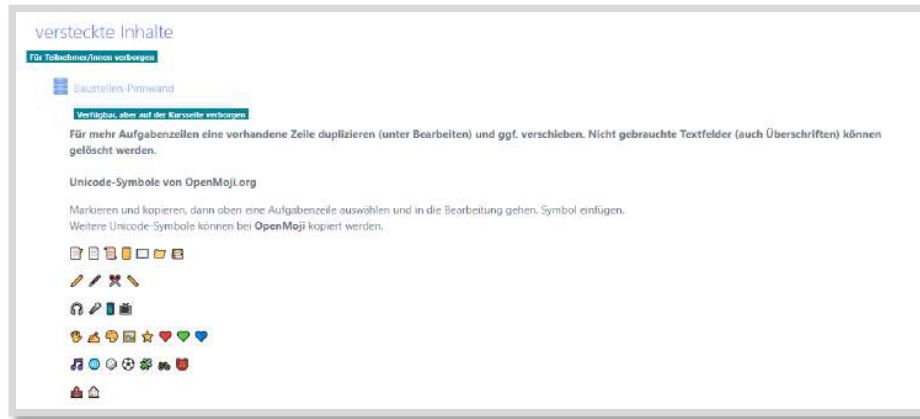 versteckte Inhalte
Für Teilnehmer/innen verborgen
Baustellen-Pinnwand
Verfügbar, aber auf der Kursseite verborgen
Für mehr Aufgabenzeilen eine vorhandene Zeile duplizieren (unter Bearbeiten) und ggf. verschieben. Nicht gebrauchte Textfelder (auch Überschriften) können
gelöscht werden.
Unicode-Symbole von OpenMoji.org
Markieren und kopieren, dann oben eine Aufgabenzeile auswählen und in die Bearbeitung gehen. Symbol einfügen.
Weitere Unicode-Symbole können bei OpenMoji kopiert werden.